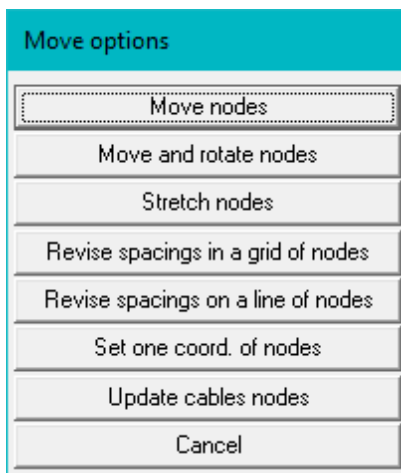 Move options
Move nodes
Move and rotate nodes
Stretch nodes
Revise spacings in a grid of nodes
Revise spacings on a line of nodes
Set one coord. of nodes
Update cables nodes
Cancel